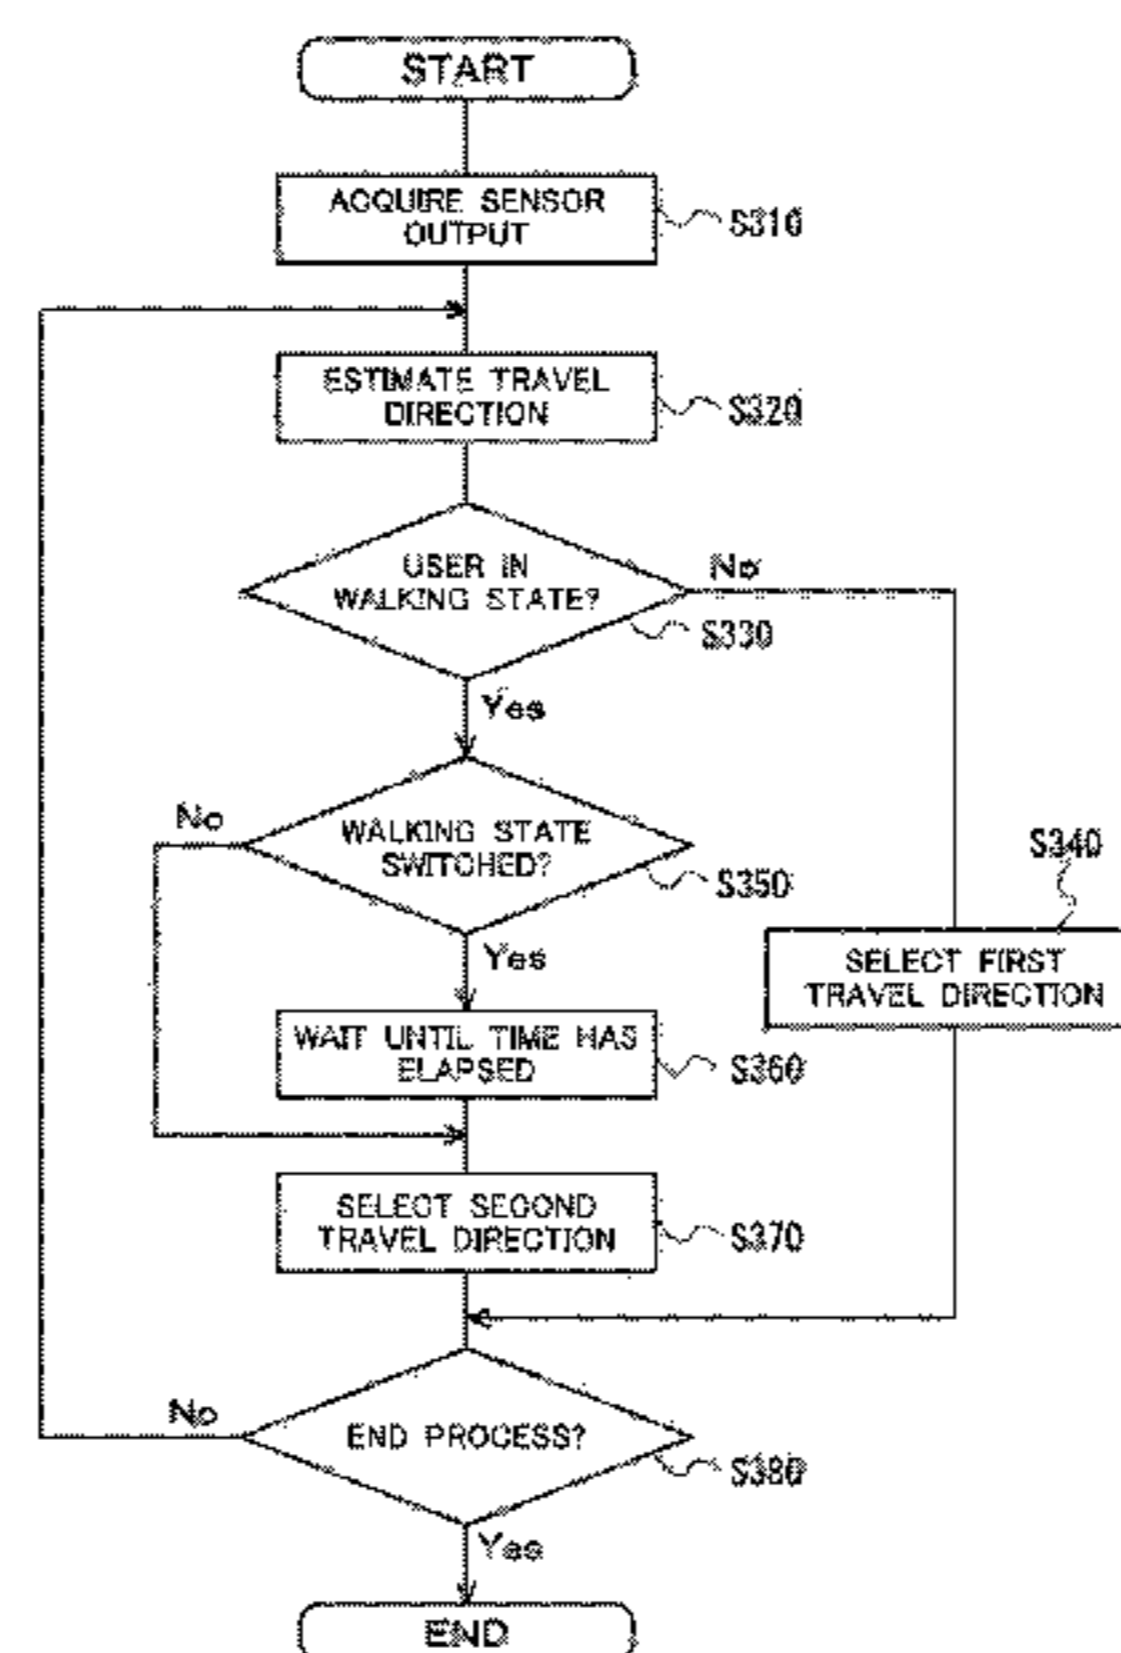 START
ACQUIRE SENSOR
OUTPUT
S310
ESTIMATE TRAVEL
DIRECTION
S320
USER IN
WALKING STATE?
No
S330
Yes
WALKING STATE
SWITCHED?
No
S350
Yes
S340
SELECT FIRST
TRAVEL DIRECTION
WAIT UNTIL TIME HAS
ELAPSED
S360
SELECT SECOND
TRAVEL DIRECTION
S370
No
END PROCESS?
S380
Yes
END